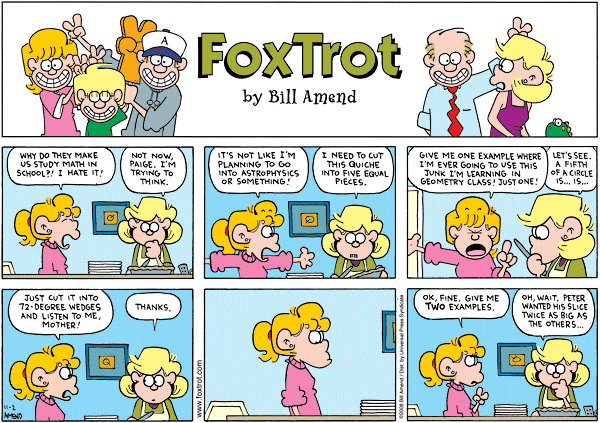 FoxTrot
by Bill Amend
WHY DO THEY MAKE
US STUDY MATH IN
SCHOOL?! I HATE IT!
NOT NOW,
PAIGE. I'M
TRYING TO
THINK.
IT'S NOT LIKE I'M
PLANNING TO GO
INTO ASTROPHYSICS
OR SOMETHING!
I NEED TO CUT
THIS QUICHE
INTO FIVE EQUAL
PIECES.
GIVE ME ONE EXAMPLE WHERE
I'M EVER GOING TO USE THIS
JUNK I'M LEARNING IN
GEOMETRY CLASS! JUST ONE!
LET'S SEE.
A FIFTH
OF A CIRCLE
IS... IS...
JUST CUT IT INTO
72-DEGREE WEDGES
AND LISTEN TO ME,
MOTHER!
THANKS.
11-2
AMEND
www.foxtrot.com
©2008 Bill Amend / Dist. by Universal Press Syndicate
OK, FINE. GIVE ME
TWO EXAMPLES.
OH, WAIT. PETER
WANTED HIS SLICE
TWICE AS BIG AS
THE OTHERS...
A